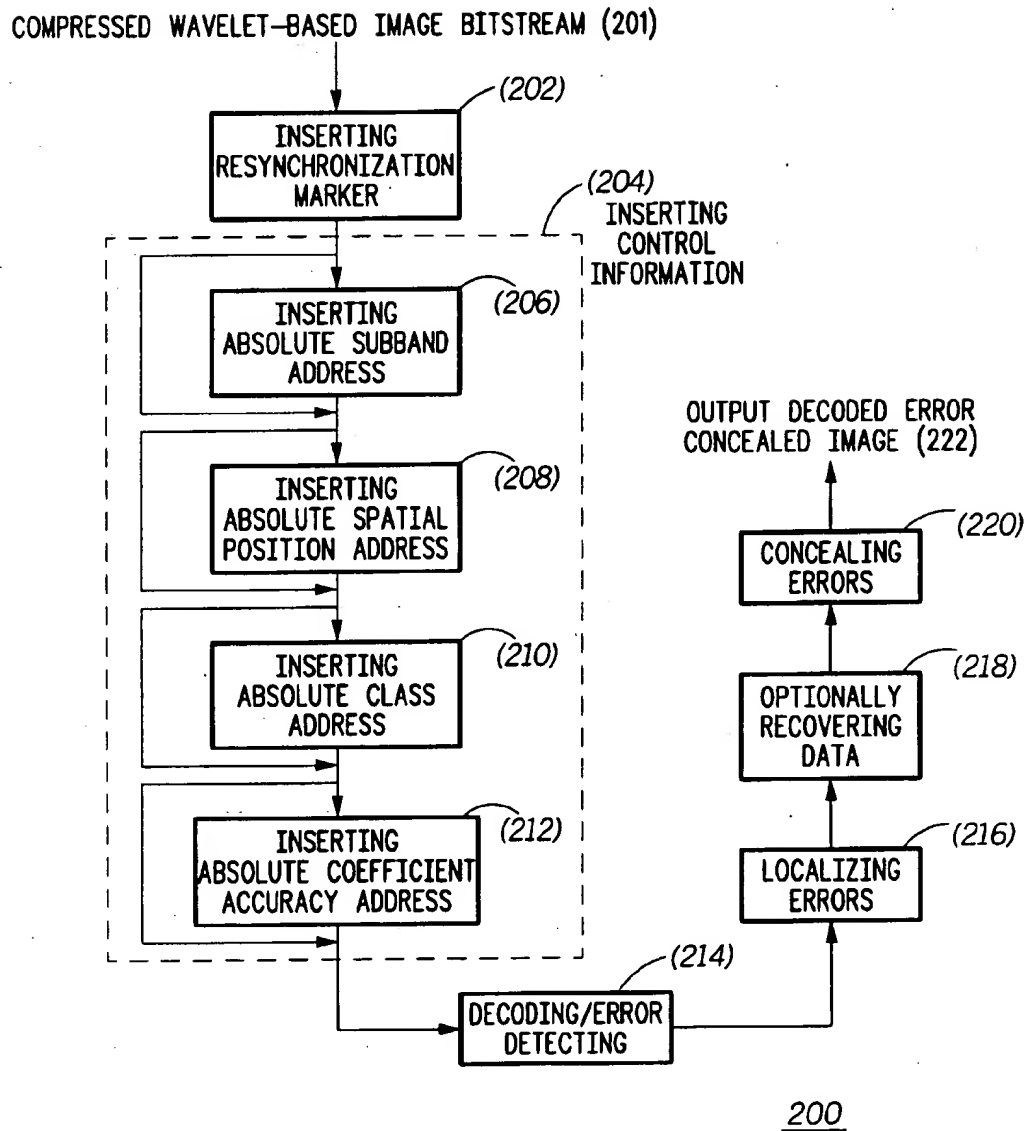 COMPRESSED WAVELET-BASED IMAGE BITSTREAM (201)
(202)
INSERTING
RESYNCHRONIZATION
MARKER
(204)
INSERTING
CONTROL
INFORMATION
(206)
INSERTING
ABSOLUTE SUBBAND
ADDRESS
(208)
INSERTING
ABSOLUTE SPATIAL
POSITION ADDRESS
(210)
INSERTING
ABSOLUTE CLASS
ADDRESS
(212)
INSERTING
ABSOLUTE COEFFICIENT
ACCURACY ADDRESS
(214)
DECODING/ERROR
DETECTING
(216)
LOCALIZING
ERRORS
(218)
OPTIONALLY
RECOVERING
DATA
(220)
CONCEALING
ERRORS
OUTPUT DECODED ERROR
CONCEALED IMAGE (222)
200